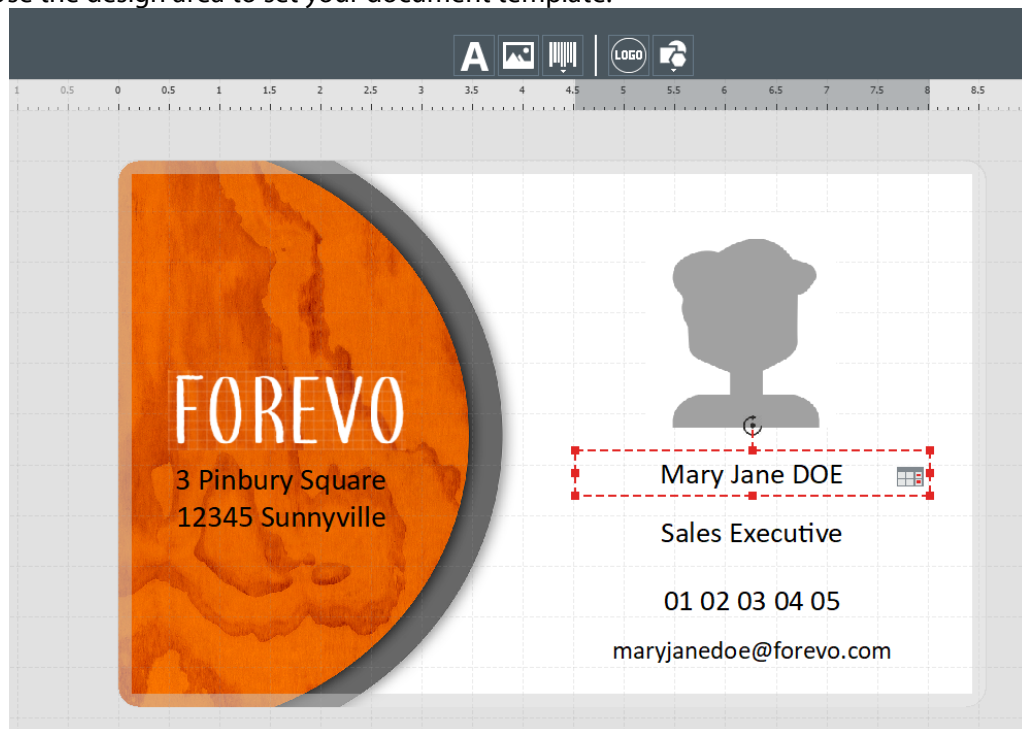 ose the design area to set your document template.
A LOGO
1 0.5 0 0.5 1 1.5 2 2.5 3 3.5 4 4.5 5 5.5 6 6.5 7 7.5 8 8.5
FOREVO
3 Pinbury Square
12345 Sunnyville
Mary Jane DOE
Sales Executive
01 02 03 04 05
maryjanedoe@forevo.com